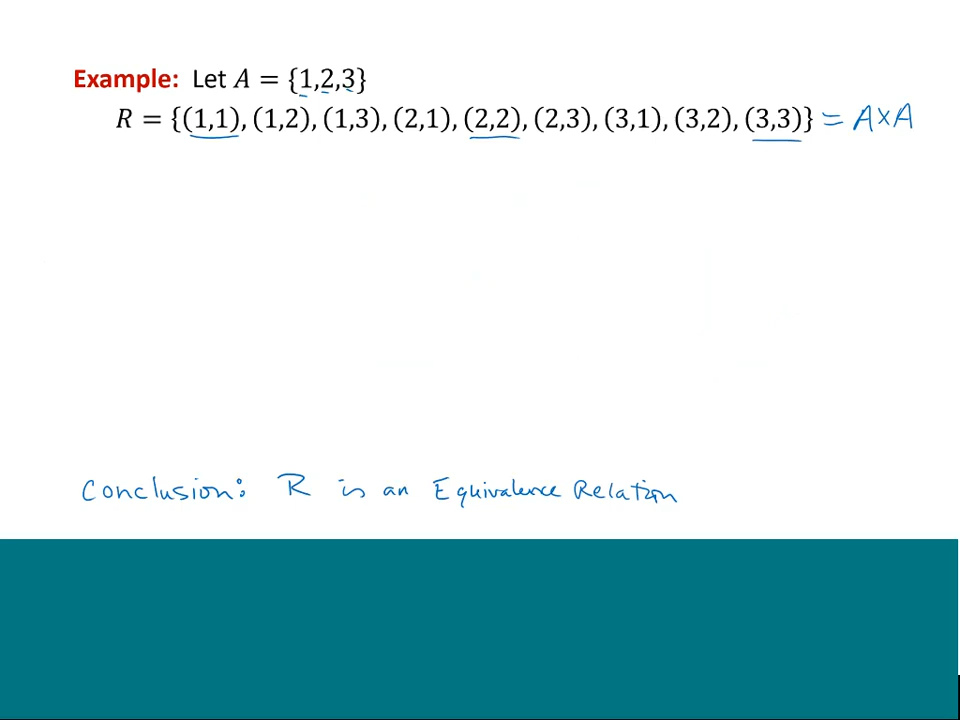 Example: Let A = {1,2,3}
R = {(1,1), (1,2), (1,3), (2,1), (2,2), (2,3), (3,1), (3,2), (3,3)} = A×A
Conclusion: R is an Equivalence Relation